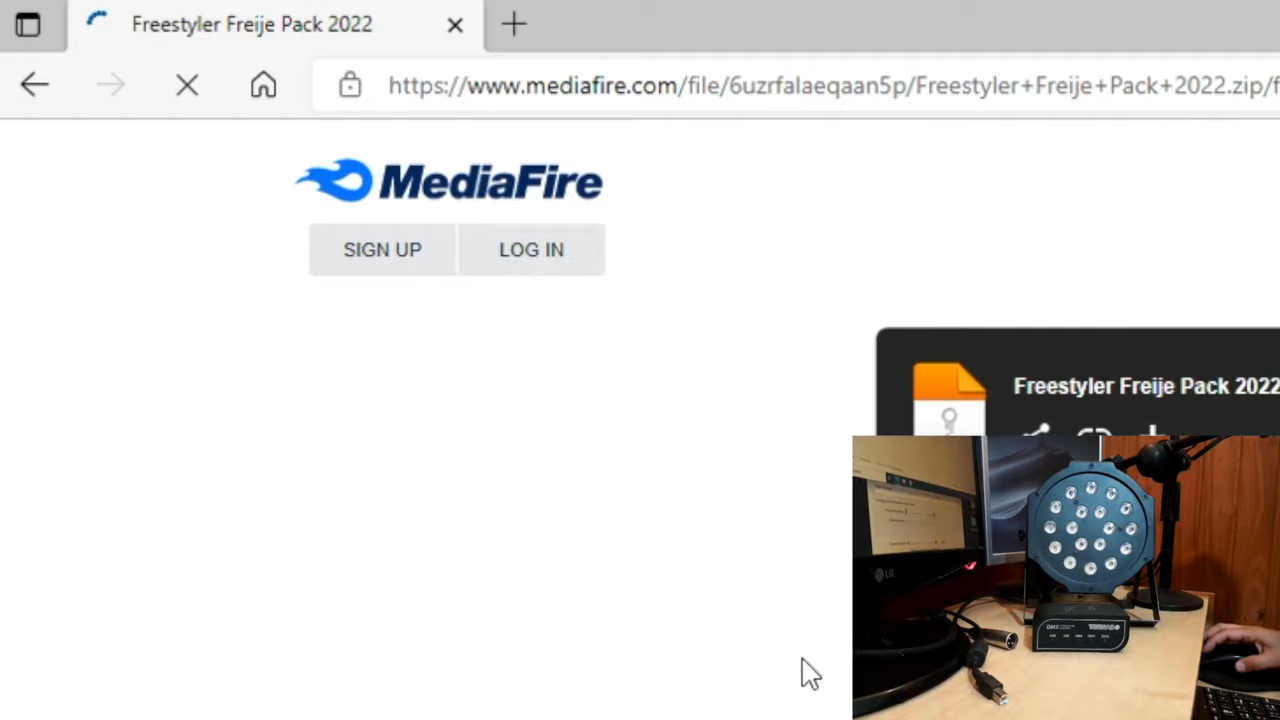 Freestyler Freije Pack 2022
https://www.mediafire.com/file/6uzrfalaeqaan5p/Freestyler+Freije+Pack+2022.zip/f
MediaFire
SIGN UP
LOG IN
Freestyler Freije Pack 2022
LG
DMX